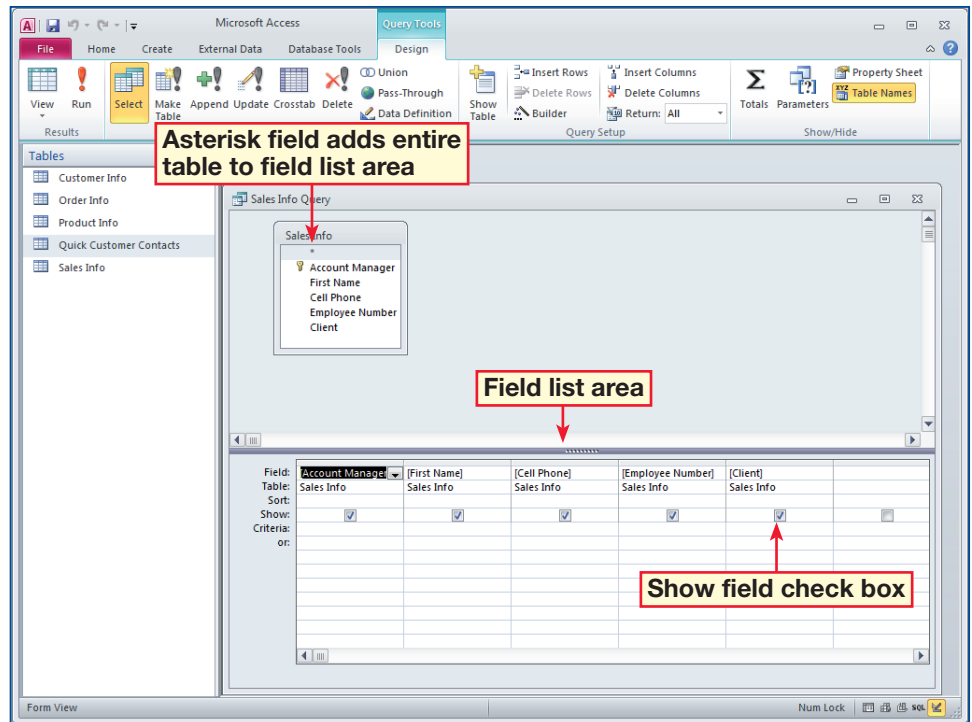 Microsoft Access
Query Tools
File Home Create External Data Database Tools Design
View Run Select Make Table Append Update Crosstab Delete
Union
Pass-Through
Data Definition
Show Table
Insert Rows
Delete Rows
Builder
Insert Columns
Delete Columns
Return: All
Totals Parameters
Property Sheet
Table Names
Results
Query Setup
Show/Hide
Asterisk field adds entire
table to field list area
Tables
Customer Info
Order Info
Product Info
Quick Customer Contacts
Sales Info
Sales Info Query
Sales Info
*
Account Manager
First Name
Cell Phone
Employee Number
Client
Field list area
Field: [Account Manager [First Name] [Cell Phone] [Employee Number] [Client]
Table: Sales Info Sales Info Sales Info Sales Info Sales Info
Sort:
Show:
Criteria:
or:
Show field check box
Form View
Num Lock
SQL